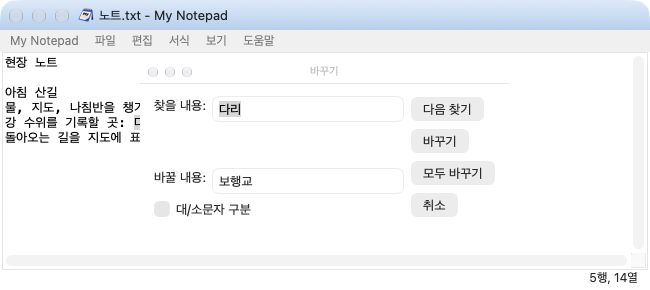 노트.txt - My Notepad
My Notepad 파일 편집 서식 보기 도움말
현장 노트
아침 산길
물, 지도, 나침반을
강 수위를 기록할 곳:
돌아오는 길을 지도에
바꾸기
찾을 내용: 다리
다음 찾기
바꾸기
바꿀 내용: 보행교
모두 바꾸기
대/소문자 구분
취소
5행, 14열